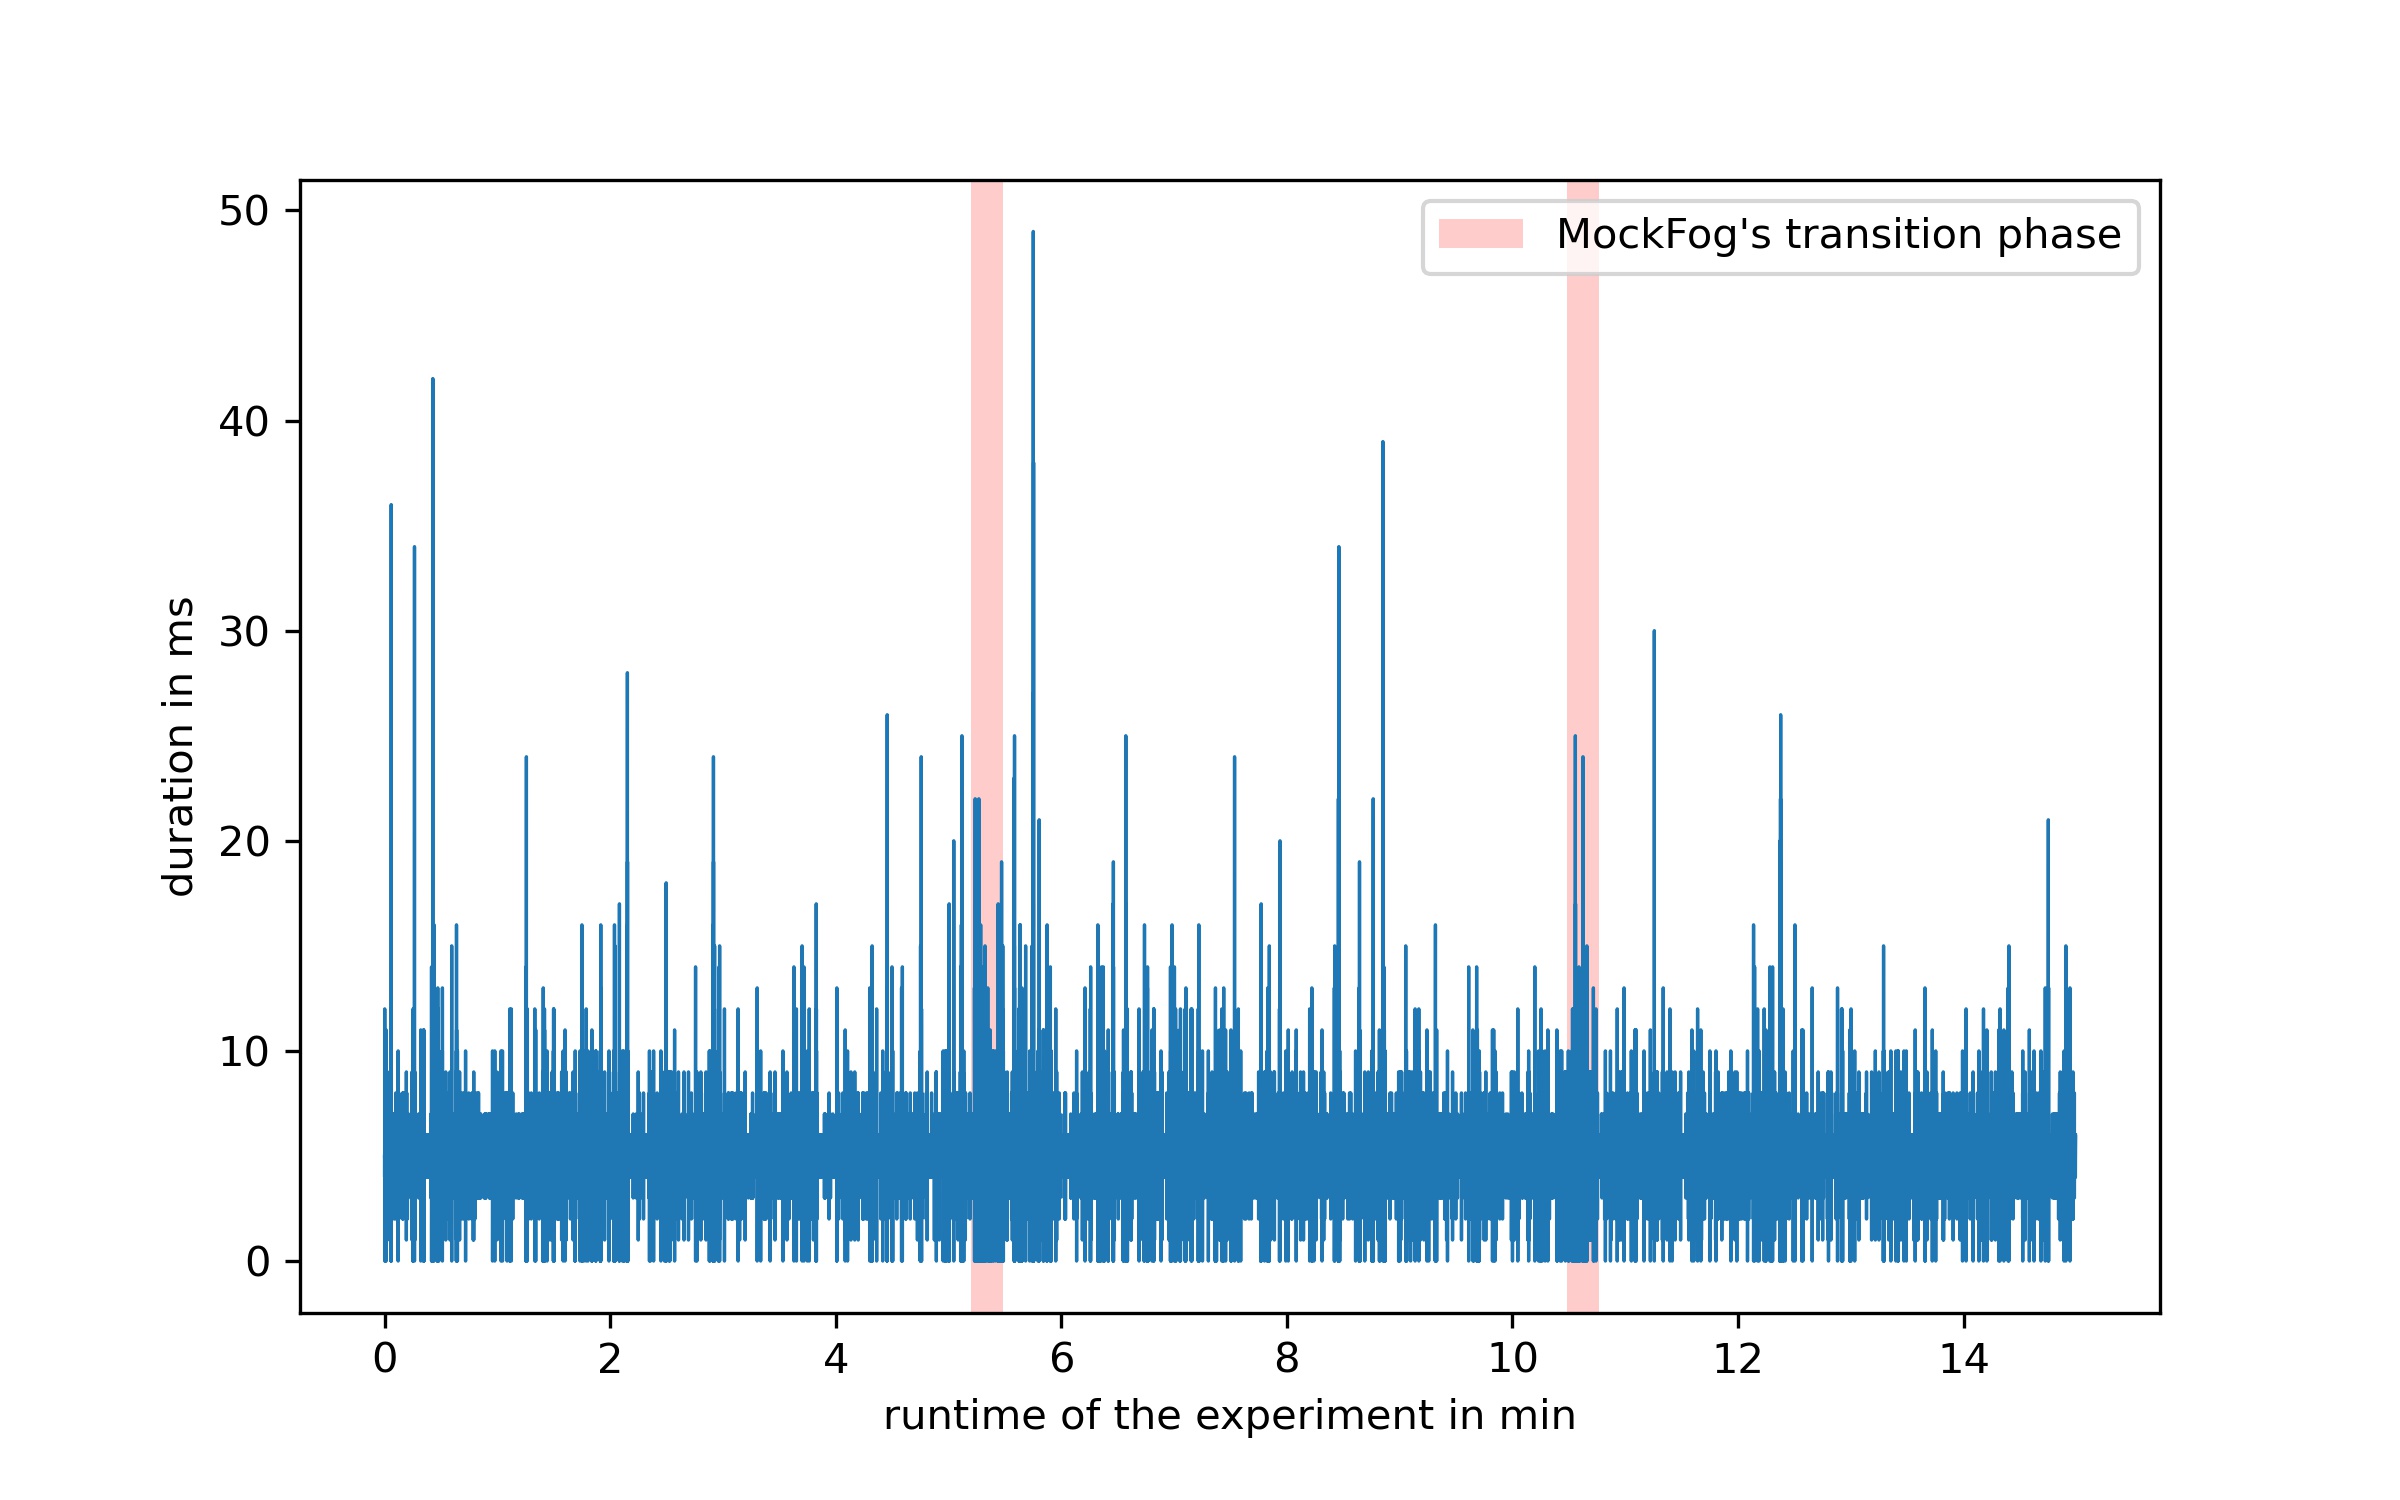 MockFog's transition phase
duration in ms
50
40
30
20
10
0
0 2 4 6 8 10 12 14
runtime of the experiment in min